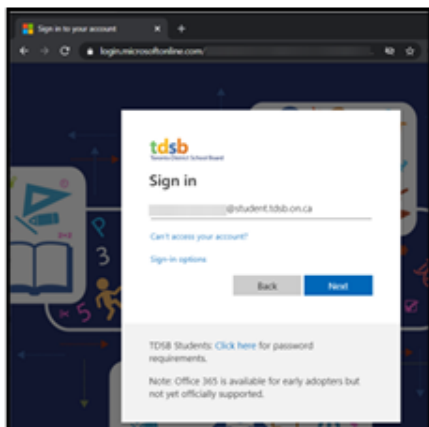 Sign in to your account
login.microsoftonline.com/
tdsb
Toronto District School Board
Sign in
@student.tdsb.on.ca
Can't access your account?
Sign-in options
Back Next
3
5
TDSB Students: Click here for password
requirements.
Note: Office 365 is available for early adopters but
not yet officially supported.